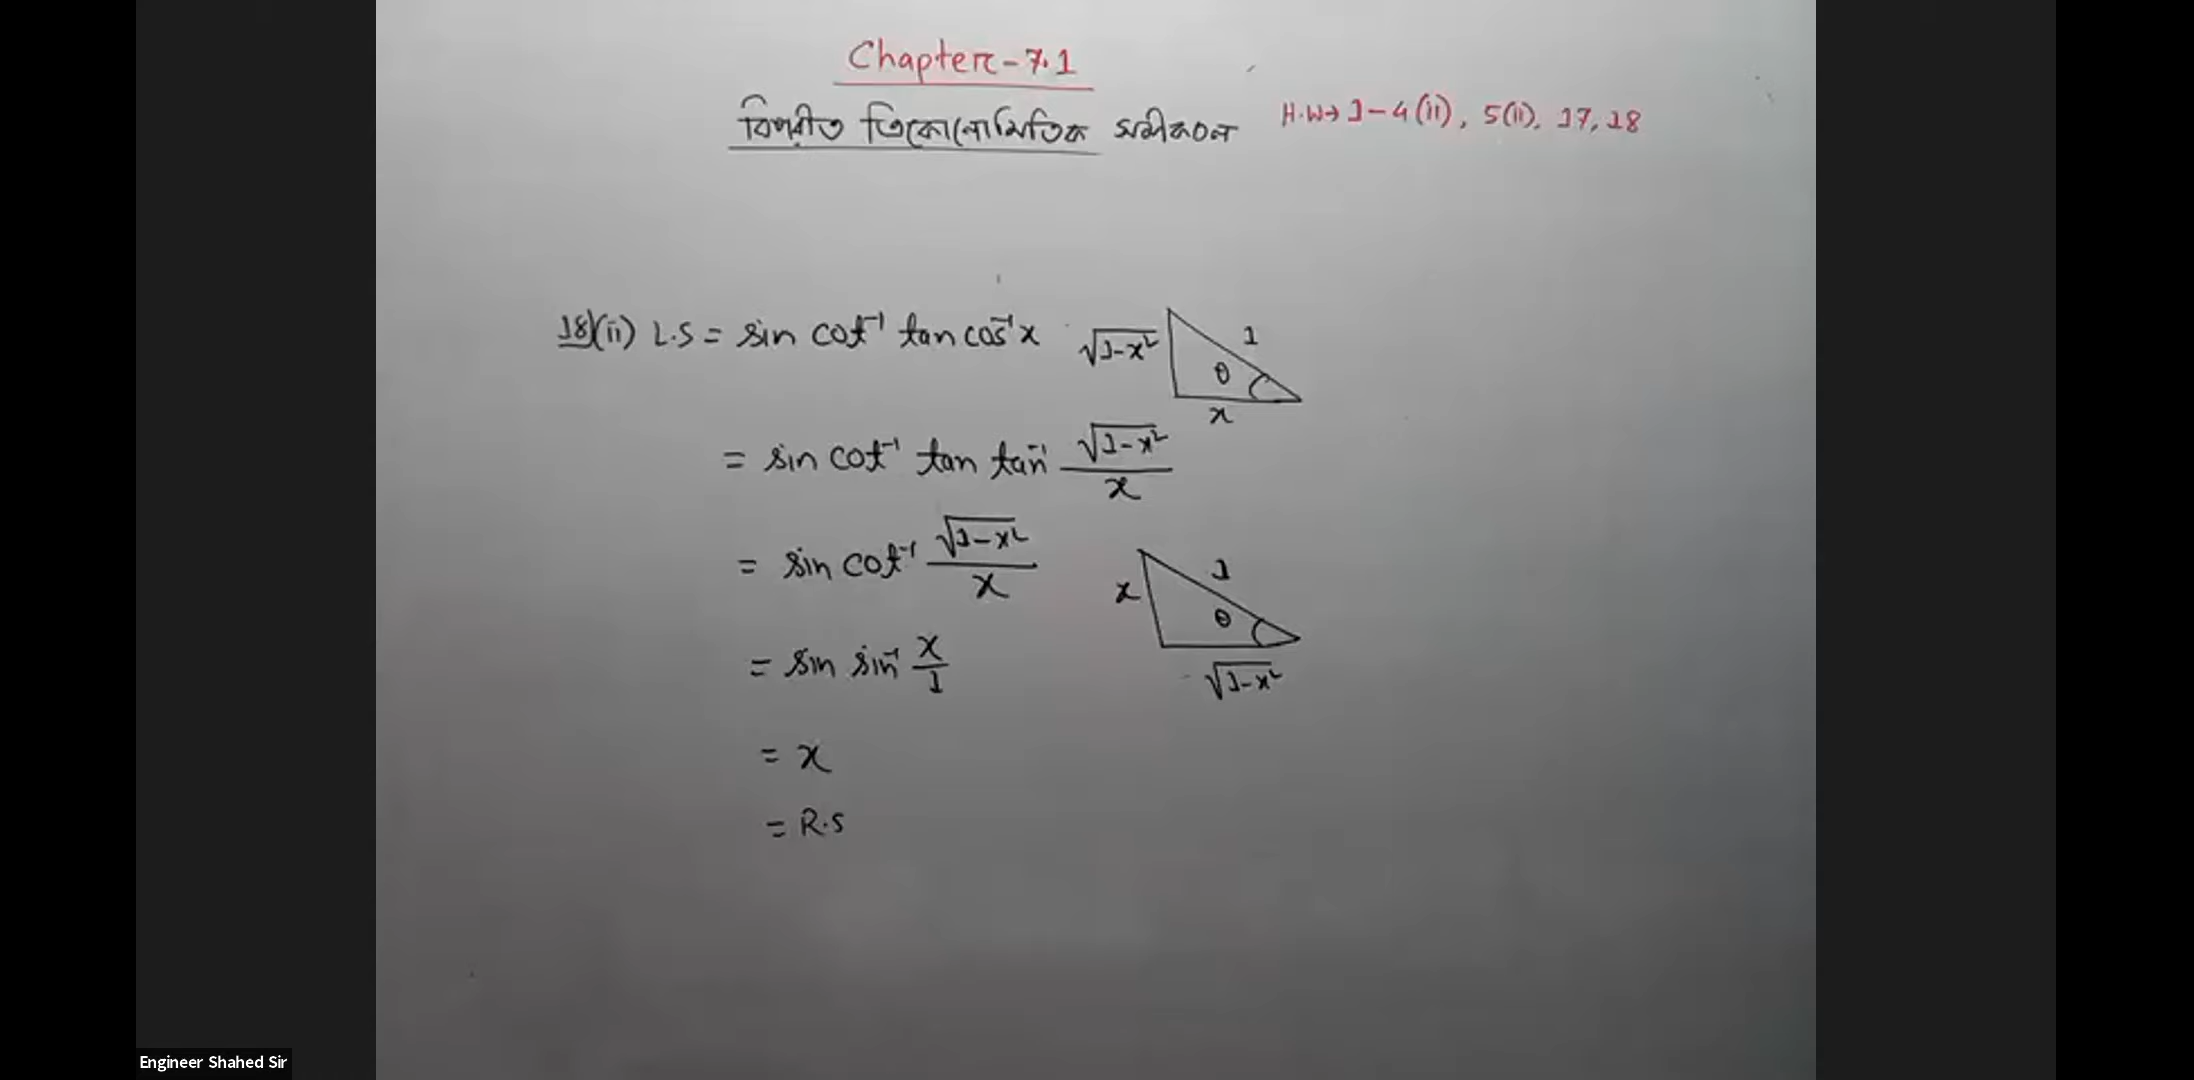 Chapter-7.1
বিপরীত ত্রিকোনোমিতিক সমীকরণ
H.W→ 1-4(ii), 5(ii), 17, 18
18)(ii) L.S = sin cot⁻¹ tan cos⁻¹x
√1-x² 1 θ x
= sin cot⁻¹ tan tan⁻¹ √1-x²/x
= sin cot⁻¹ √1-x²/x
x 1 θ √1-x²
= sin sin⁻¹ x/1
= x
= R.S
Engineer Shahed Sir